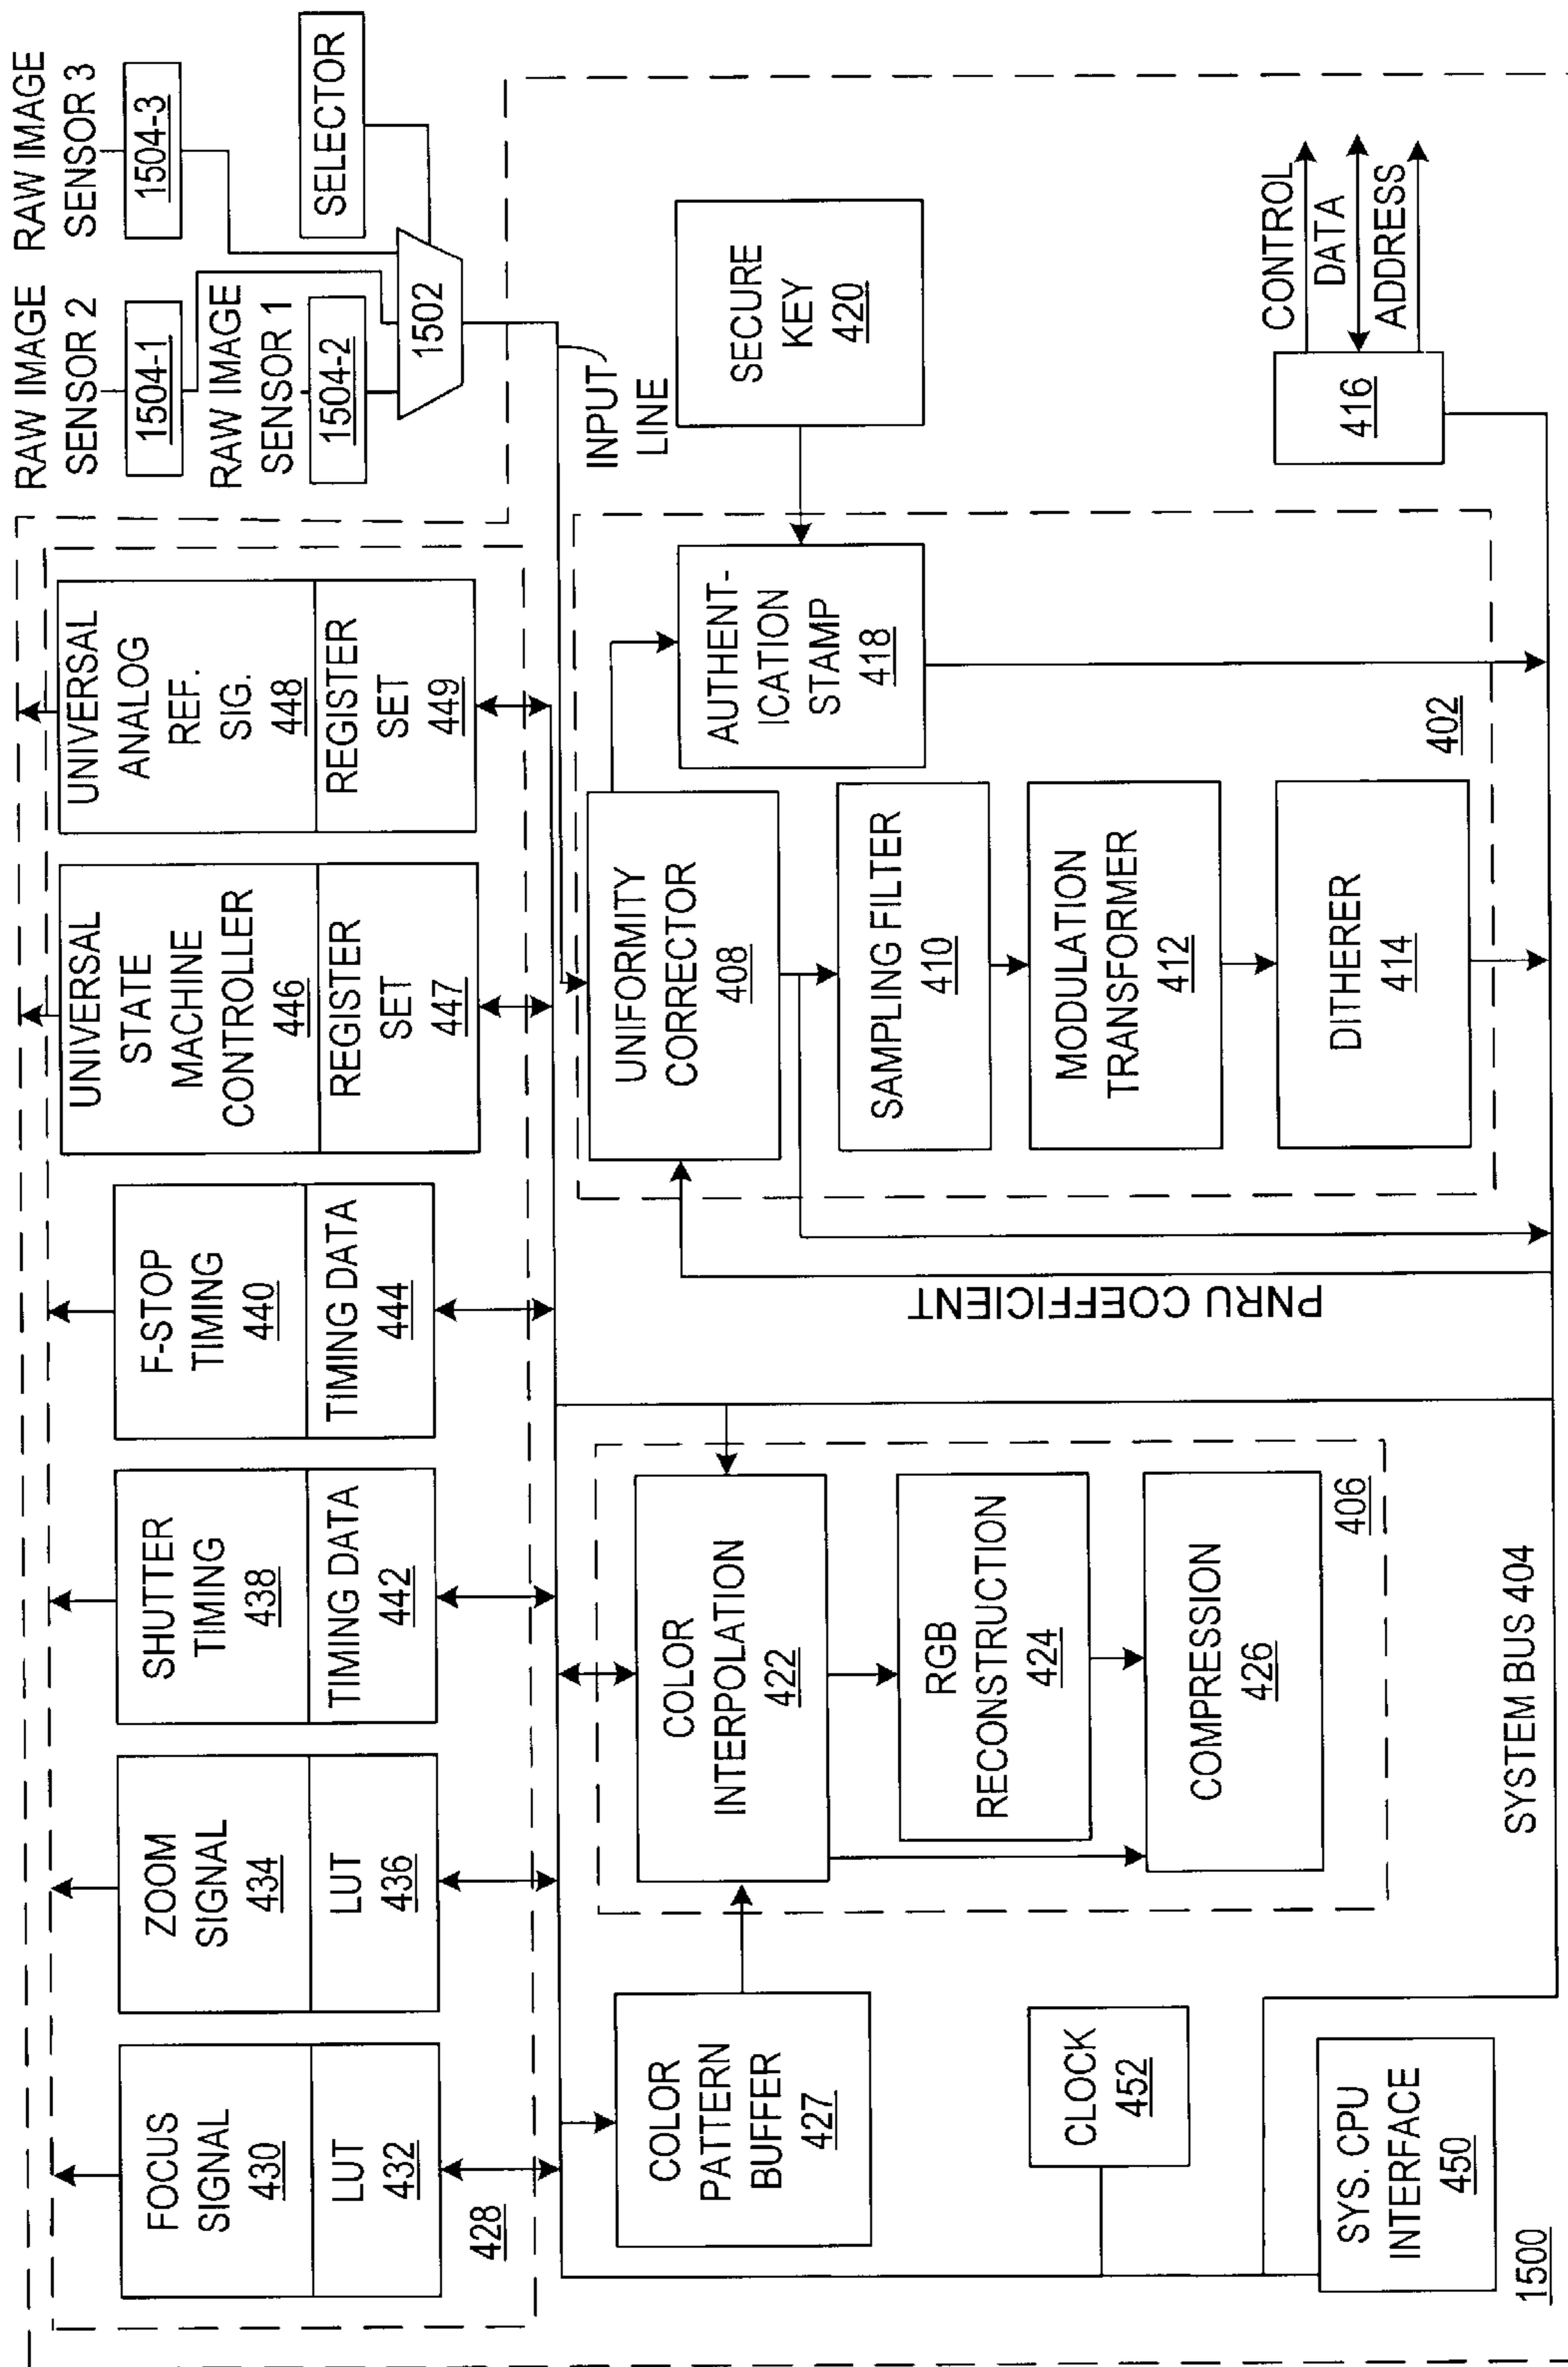 RAW IMAGE
SENSOR 2
1504-1
RAW IMAGE
SENSOR 3
1504-3
RAW IMAGE
SENSOR 1
1504-2
SELECTOR
1502
INPUT
LINE
FOCUS
SIGNAL
430
LUT
432
428
ZOOM
SIGNAL
434
LUT
436
SHUTTER
TIMING
438
TIMING DATA
442
F-STOP
TIMING
440
TIMING DATA
444
UNIVERSAL
STATE
MACHINE
CONTROLLER
446
REGISTER
SET
447
UNIVERSAL
ANALOG
REF.
SIG.
448
REGISTER
SET
449
COLOR
PATTERN
BUFFER
427
COLOR
INTERPOLATION
422
RGB
RECONSTRUCTION
424
COMPRESSION
426
406
PNRU COEFFICIENT
UNIFORMITY
CORRECTOR
408
SAMPLING FILTER
410
MODULATION
TRANSFORMER
412
DITHERER
414
AUTHENT-
ICATION
STAMP
418
402
SECURE
KEY
420
CLOCK
452
SYS. CPU
INTERFACE
450
SYSTEM BUS 404
416
CONTROL
DATA
ADDRESS
1500